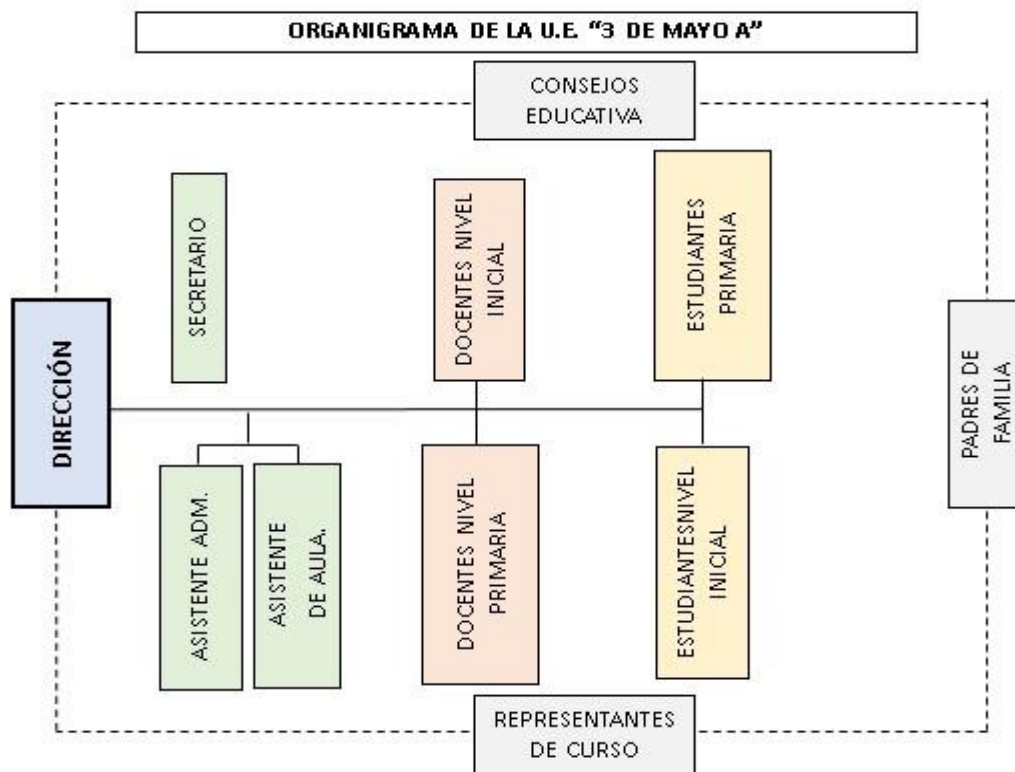 ORGANIGRAMA DE LA U.E. “3 DE MAYO A”
CONSEJOS
EDUCATIVA
DIRECCIÓN
SECRETARIO
DOCENTES NIVEL
INICIAL
ESTUDIANTES
PRIMARIA
ASISTENTE ADM.
ASISTENTE
DE AULA.
DOCENTES NIVEL
PRIMARIA
ESTUDIANTESNIVEL
INICIAL
PADRES DE
FAMILIA
REPRESENTANTES
DE CURSO